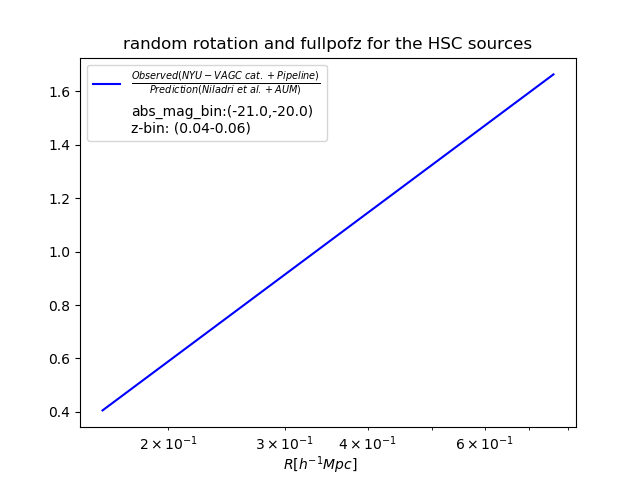 random rotation and fullpofz for the HSC sources
Observed(NYU−VAGC cat. + Pipeline)
Prediction(Niladri et al. + AUM)
abs_mag_bin:(-21.0,-20.0)
z-bin: (0.04-0.06)
1.6
1.4
1.2
1.0
0.8
0.6
0.4
2 × 10⁻¹ 3 × 10⁻¹ 4 × 10⁻¹ 6 × 10⁻¹
R[h⁻¹Mpc]